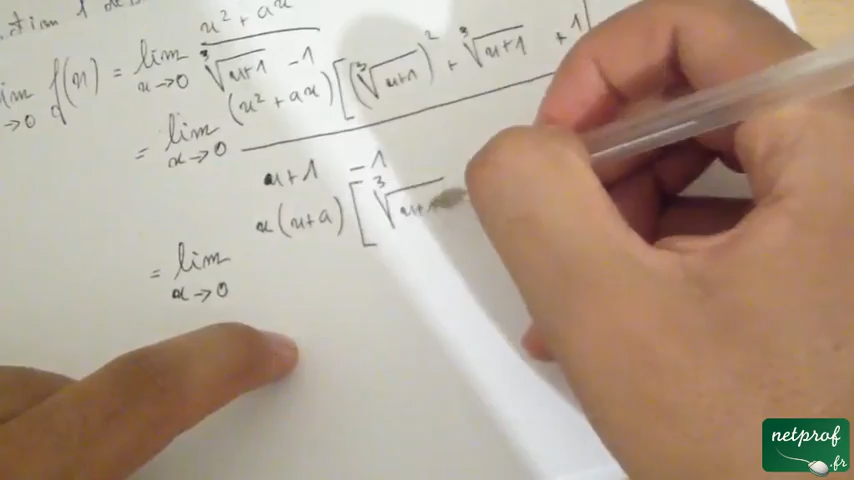 lim x→0 f(x) = lim x→0 (x² + ax) / (∛(x+1) − 1)
= lim x→0 (x² + ax) [(∛(x+1))² + ∛(x+1) + 1] / (x+1 − 1)
= lim x→0 x(x+a) [∛(x+1
netprof
.fr